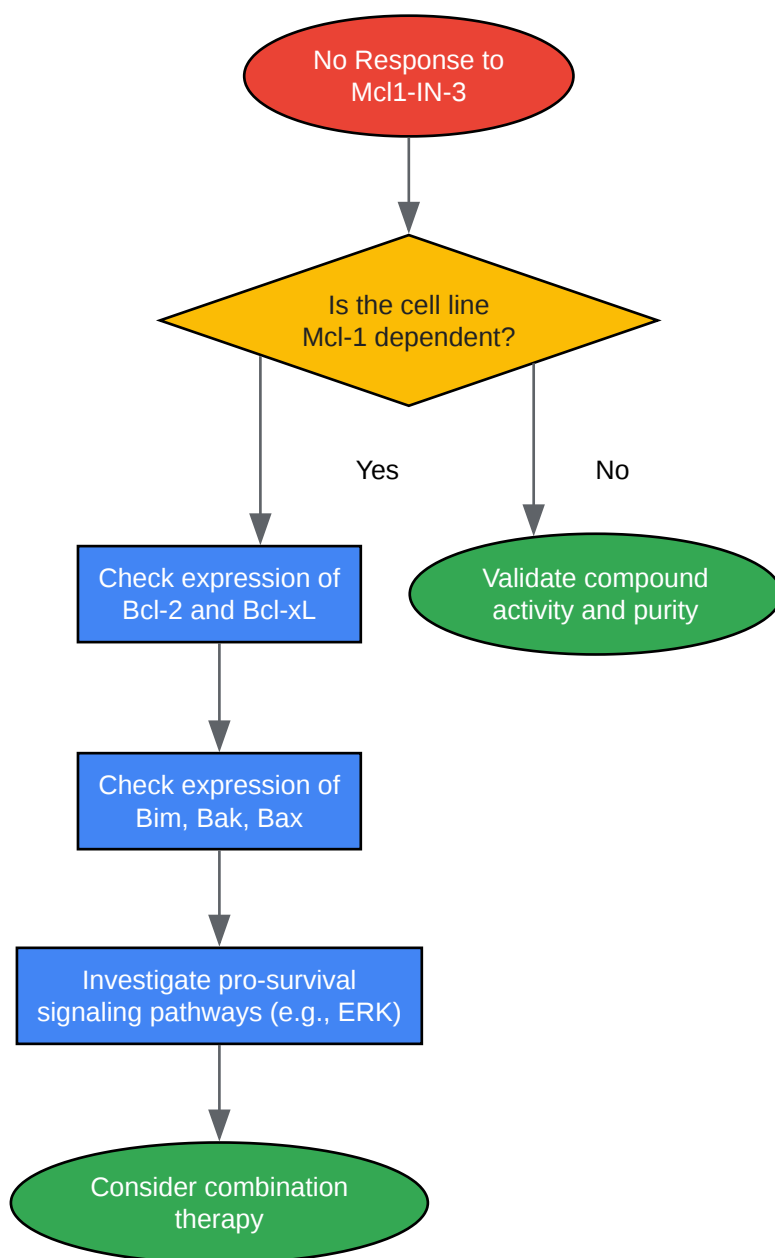 No Response to
Mcl1-IN-3
Is the cell line
Mcl-1 dependent?
Yes
No
Check expression of
Bcl-2 and Bcl-xL
Validate compound
activity and purity
Check expression of
Bim, Bak, Bax
Investigate pro-survival
signaling pathways (e.g., ERK)
Consider combination
therapy